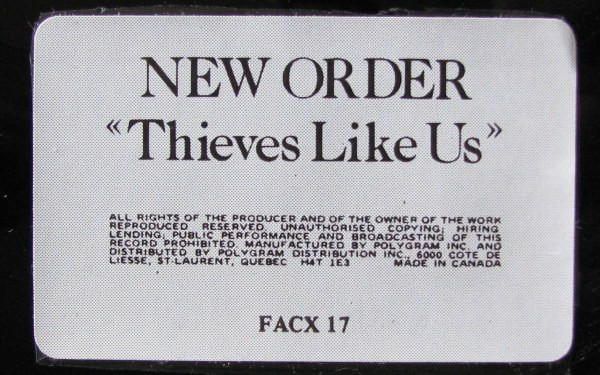 NEW ORDER
«Thieves Like Us»
ALL RIGHTS OF THE PRODUCER AND OF THE OWNER OF THE WORK
REPRODUCED RESERVED. UNAUTHORISED COPYING; HIRING
LENDING; PUBLIC PERFORMANCE AND BROADCASTING OF THIS
RECORD PROHIBITED. MANUFACTURED BY POLYGRAM INC. AND
DISTRIBUTED BY POLYGRAM DISTRIBUTION INC., 6000 COTE DE
LIESSE, ST-LAURENT, QUEBEC H4T 1E3 MADE IN CANADA
FACX 17